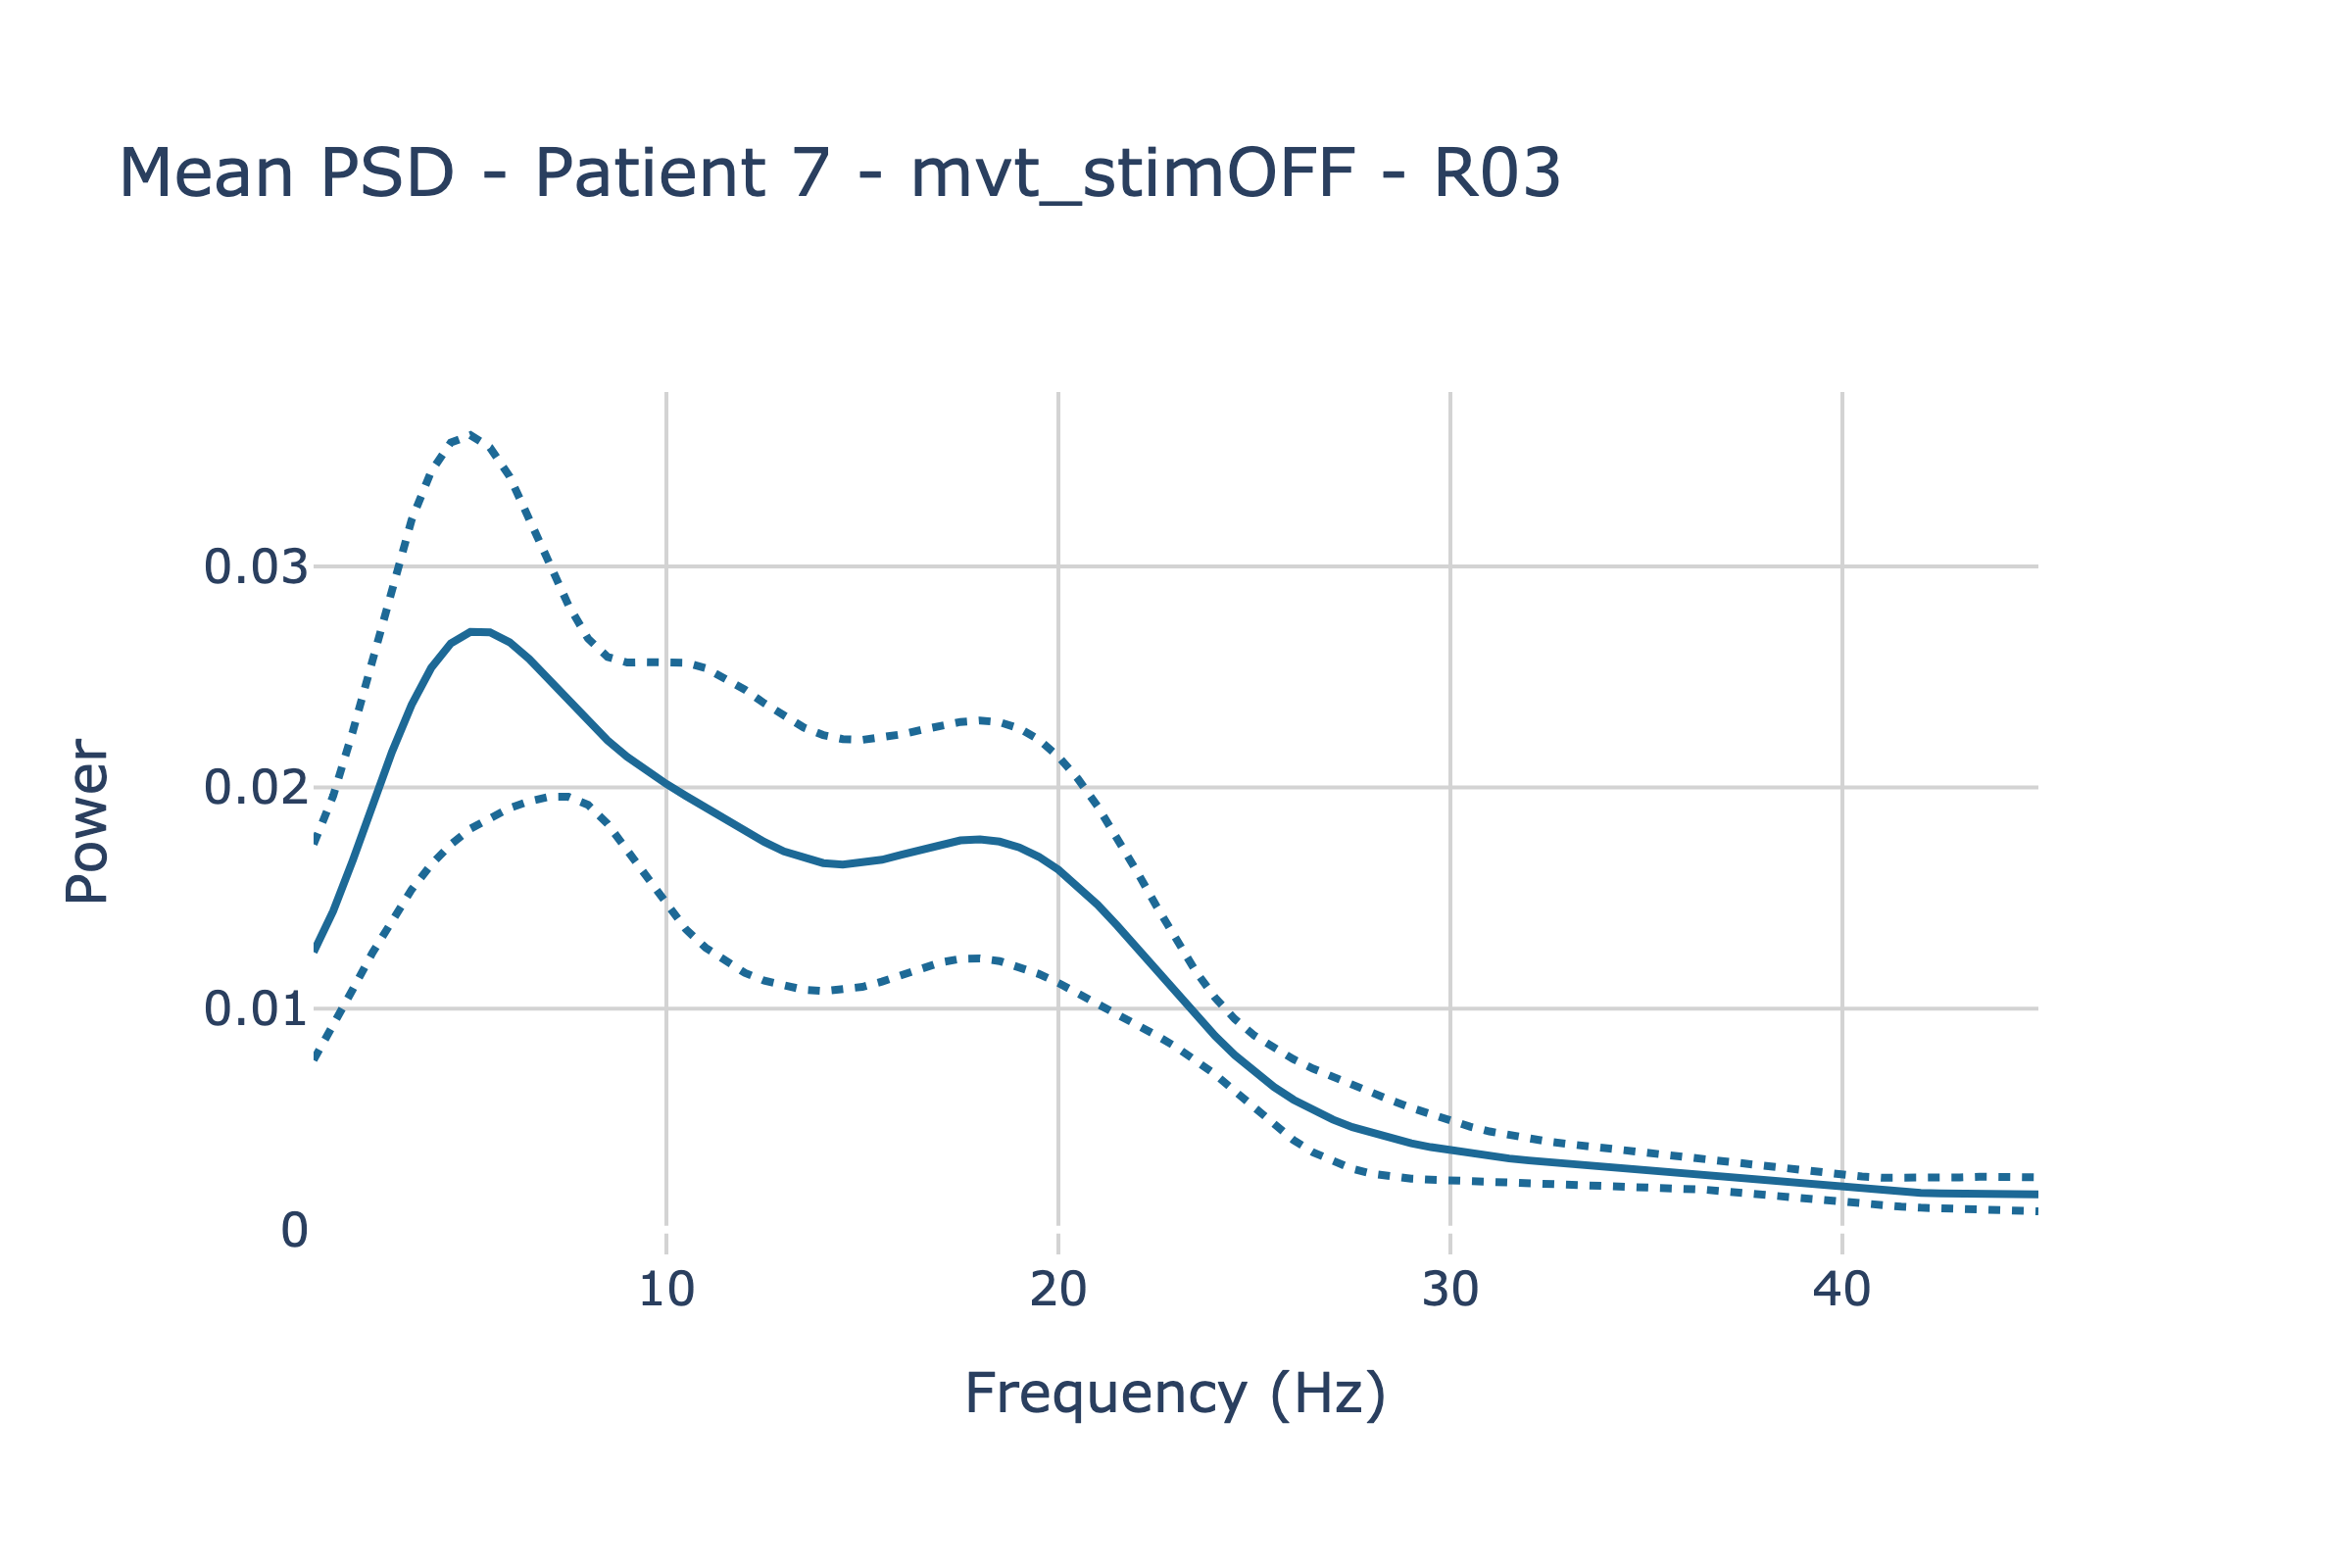 Mean PSD - Patient 7 - mvt_stimOFF - R03
Power
0.03
0.02
0.01
0
10 20 30 40
Frequency (Hz)